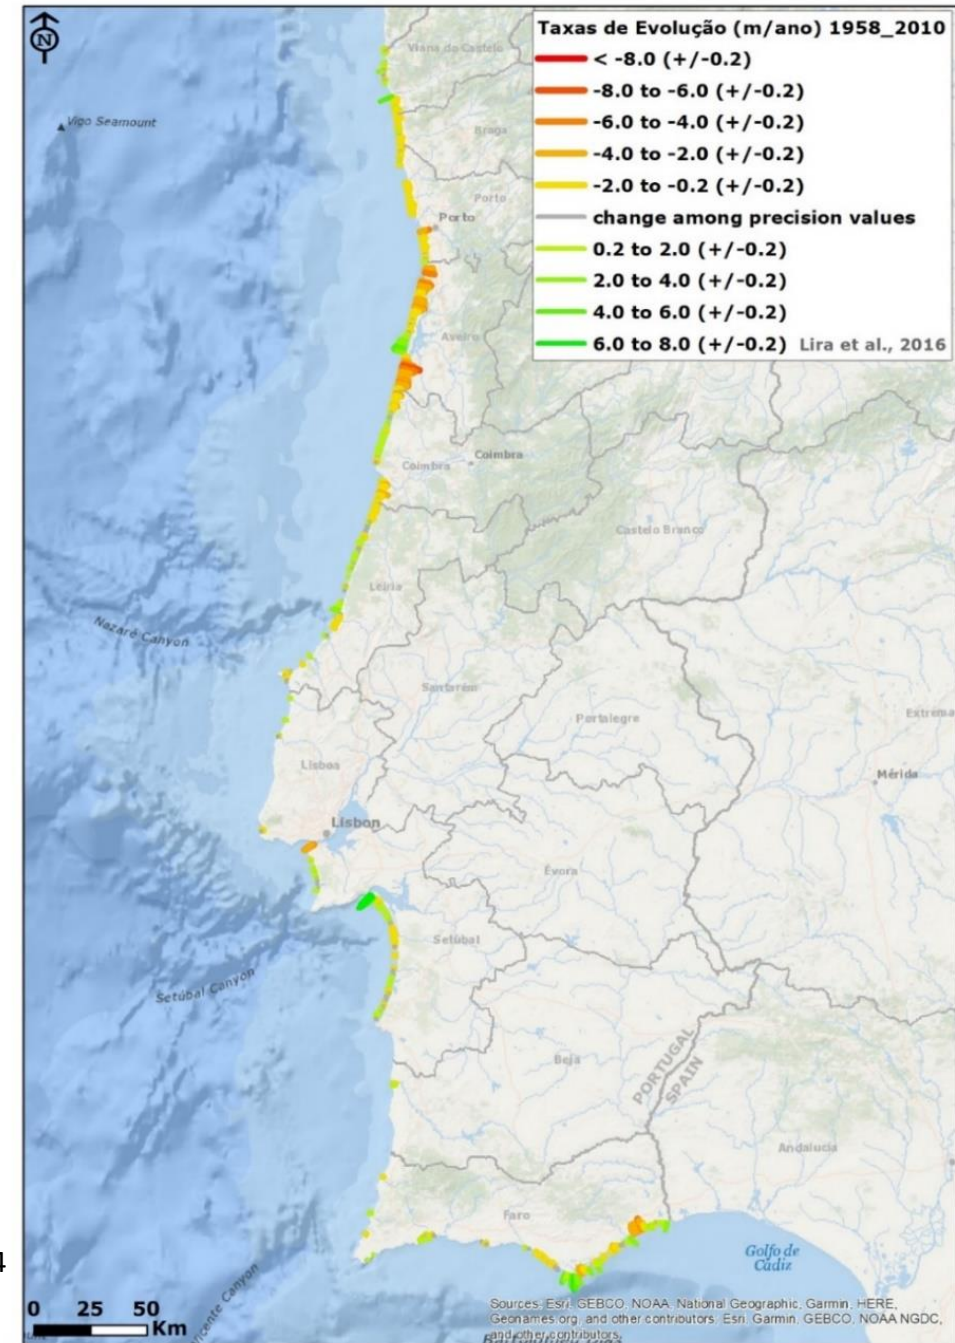 N
Taxas de Evolução (m/ano) 1958_2010
< -8.0 (+/-0.2)
-8.0 to -6.0 (+/-0.2)
-6.0 to -4.0 (+/-0.2)
-4.0 to -2.0 (+/-0.2)
-2.0 to -0.2 (+/-0.2)
change among precision values
0.2 to 2.0 (+/-0.2)
2.0 to 4.0 (+/-0.2)
4.0 to 6.0 (+/-0.2)
6.0 to 8.0 (+/-0.2) Lira et al., 2016
Viana do Castelo
Vigo Seamount
Braga
Porto
Porto
Aveiro
Coimbra
Coimbra
Castelo Branco
Leiria
Nazaré Canyon
Santarém
Portalegre
Extrema
Lisboa
Mérida
Lisbon
Évora
Setúbal
Setúbal Canyon
Beja
PORTUGAL
SPAIN
Andalucia
Faro
Golfo de
Cádiz
4
vicente Canyon
0 25 50
Km
Sources: Esri, GEBCO, NOAA, National Geographic, Garmin, HERE,
Geonames.org, and other contributors, Esri, Garmin, GEBCO, NOAA NGDC,
and other contributors